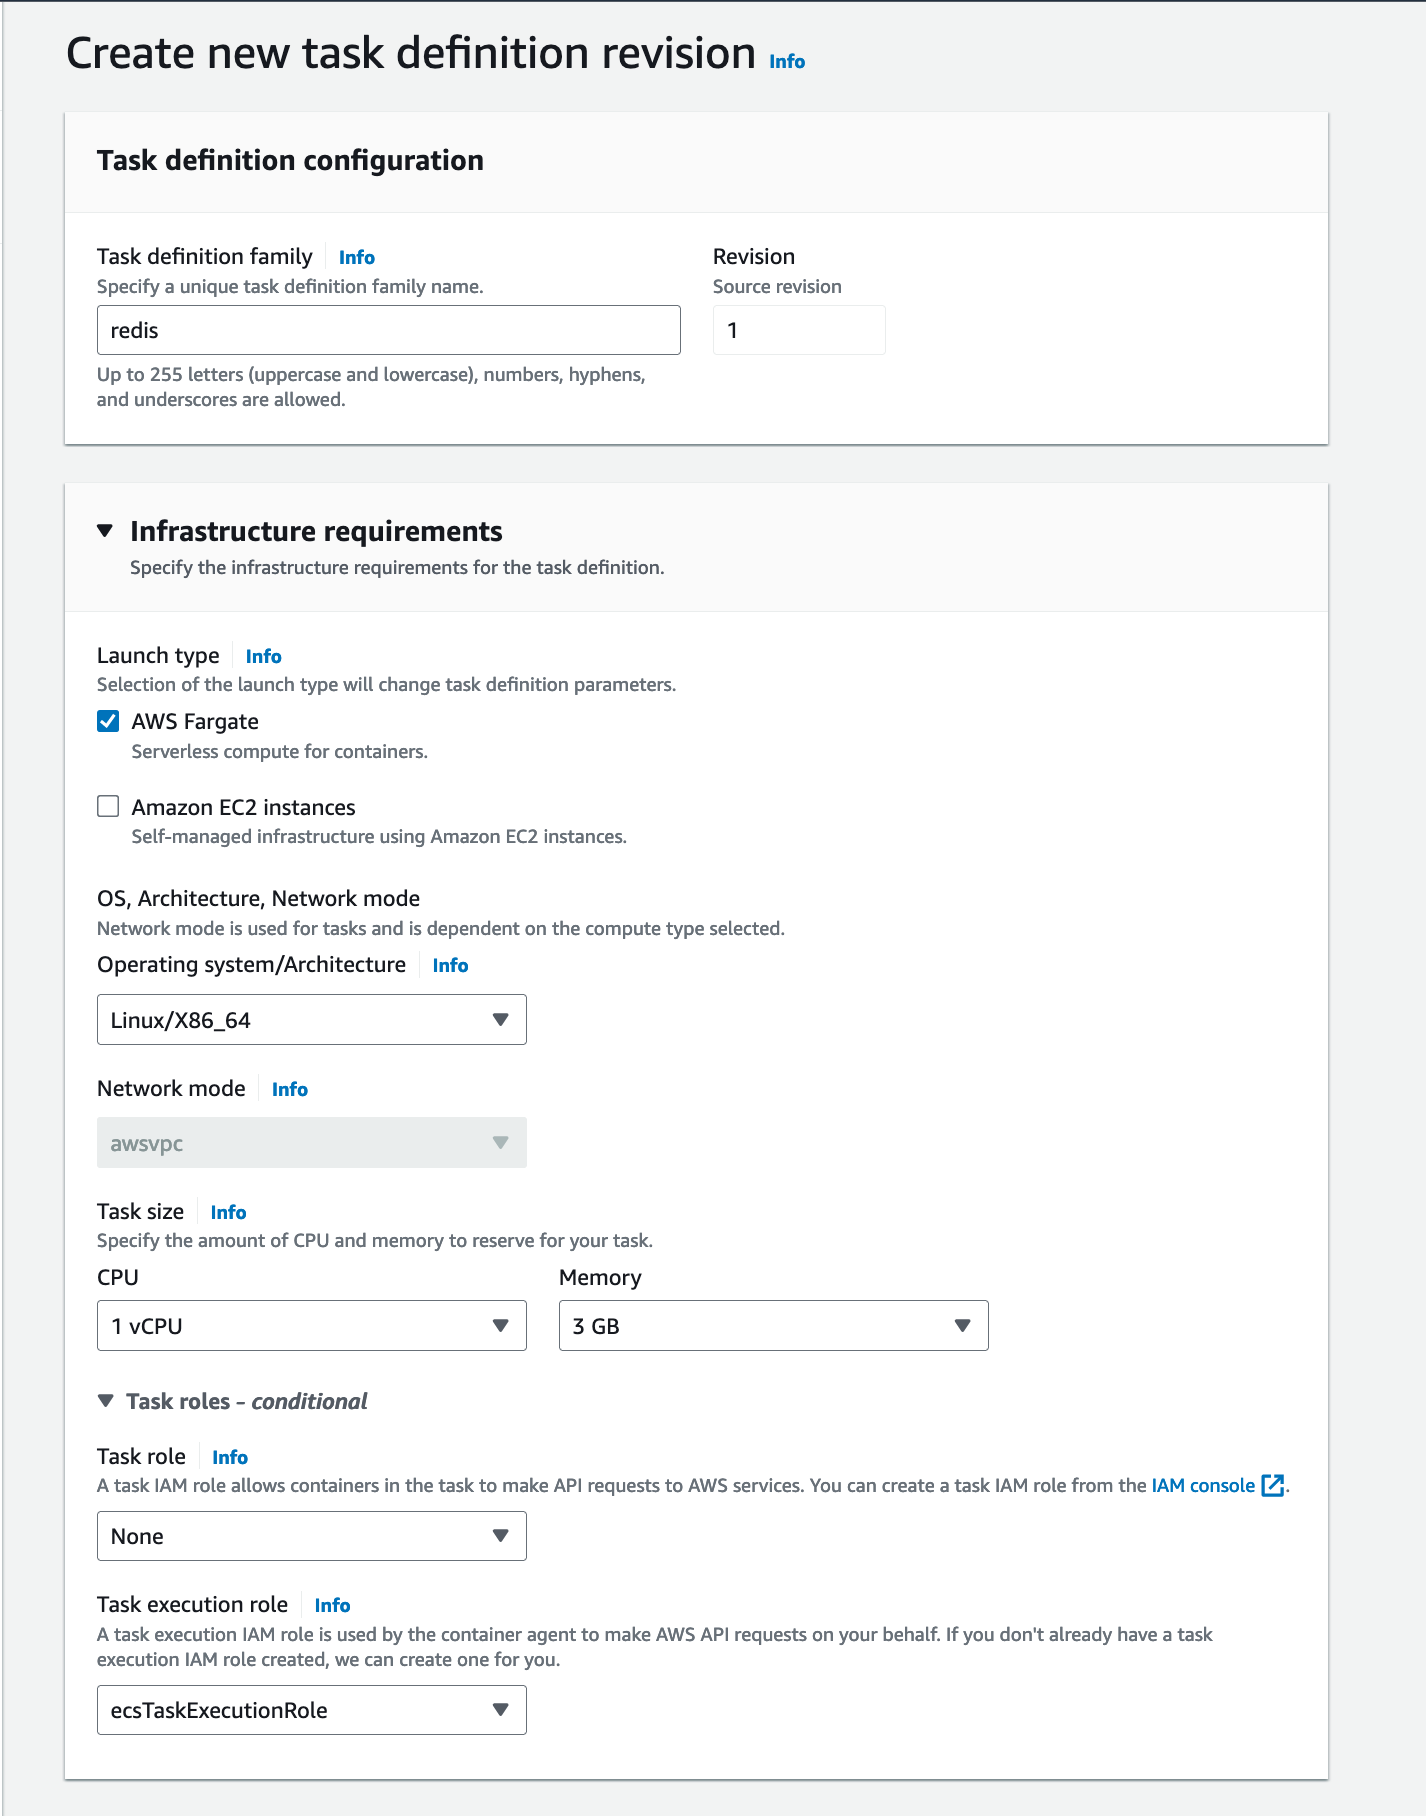 Create new task definition revision Info
Task definition configuration
Task definition family Info
Specify a unique task definition family name.
redis
Up to 255 letters (uppercase and lowercase), numbers, hyphens,
and underscores are allowed.
Revision
Source revision
1
Infrastructure requirements
Specify the infrastructure requirements for the task definition.
Launch type Info
Selection of the launch type will change task definition parameters.
AWS Fargate
Serverless compute for containers.
Amazon EC2 instances
Self-managed infrastructure using Amazon EC2 instances.
OS, Architecture, Network mode
Network mode is used for tasks and is dependent on the compute type selected.
Operating system/Architecture Info
Linux/X86_64
Network mode Info
awsvpc
Task size Info
Specify the amount of CPU and memory to reserve for your task.
CPU
1 vCPU
Memory
3 GB
Task roles - conditional
Task role Info
A task IAM role allows containers in the task to make API requests to AWS services. You can create a task IAM role from the IAM console.
None
Task execution role Info
A task execution IAM role is used by the container agent to make AWS API requests on your behalf. If you don't already have a task
execution IAM role created, we can create one for you.
ecsTaskExecutionRole